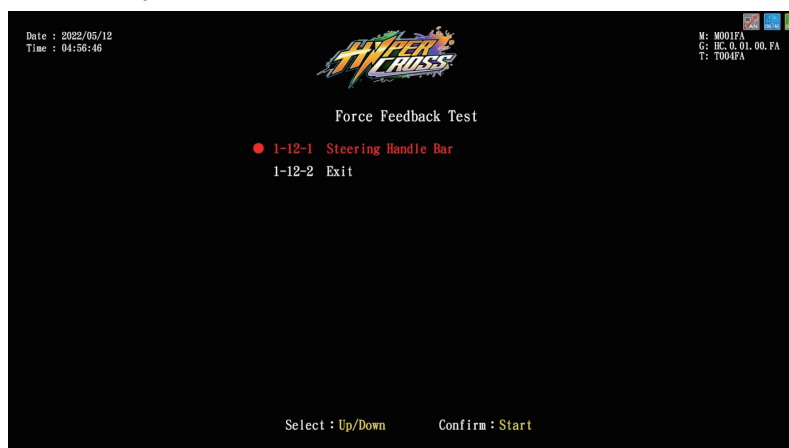 Date : 2022/05/12
Time : 04:56:46
HYPER
CROSS
M: M001FA
G: HC.0.01.00.FA
T: T004FA
Force Feedback Test
1-12-1 Steering Handle Bar
1-12-2 Exit
Select：Up/Down Confirm：Start